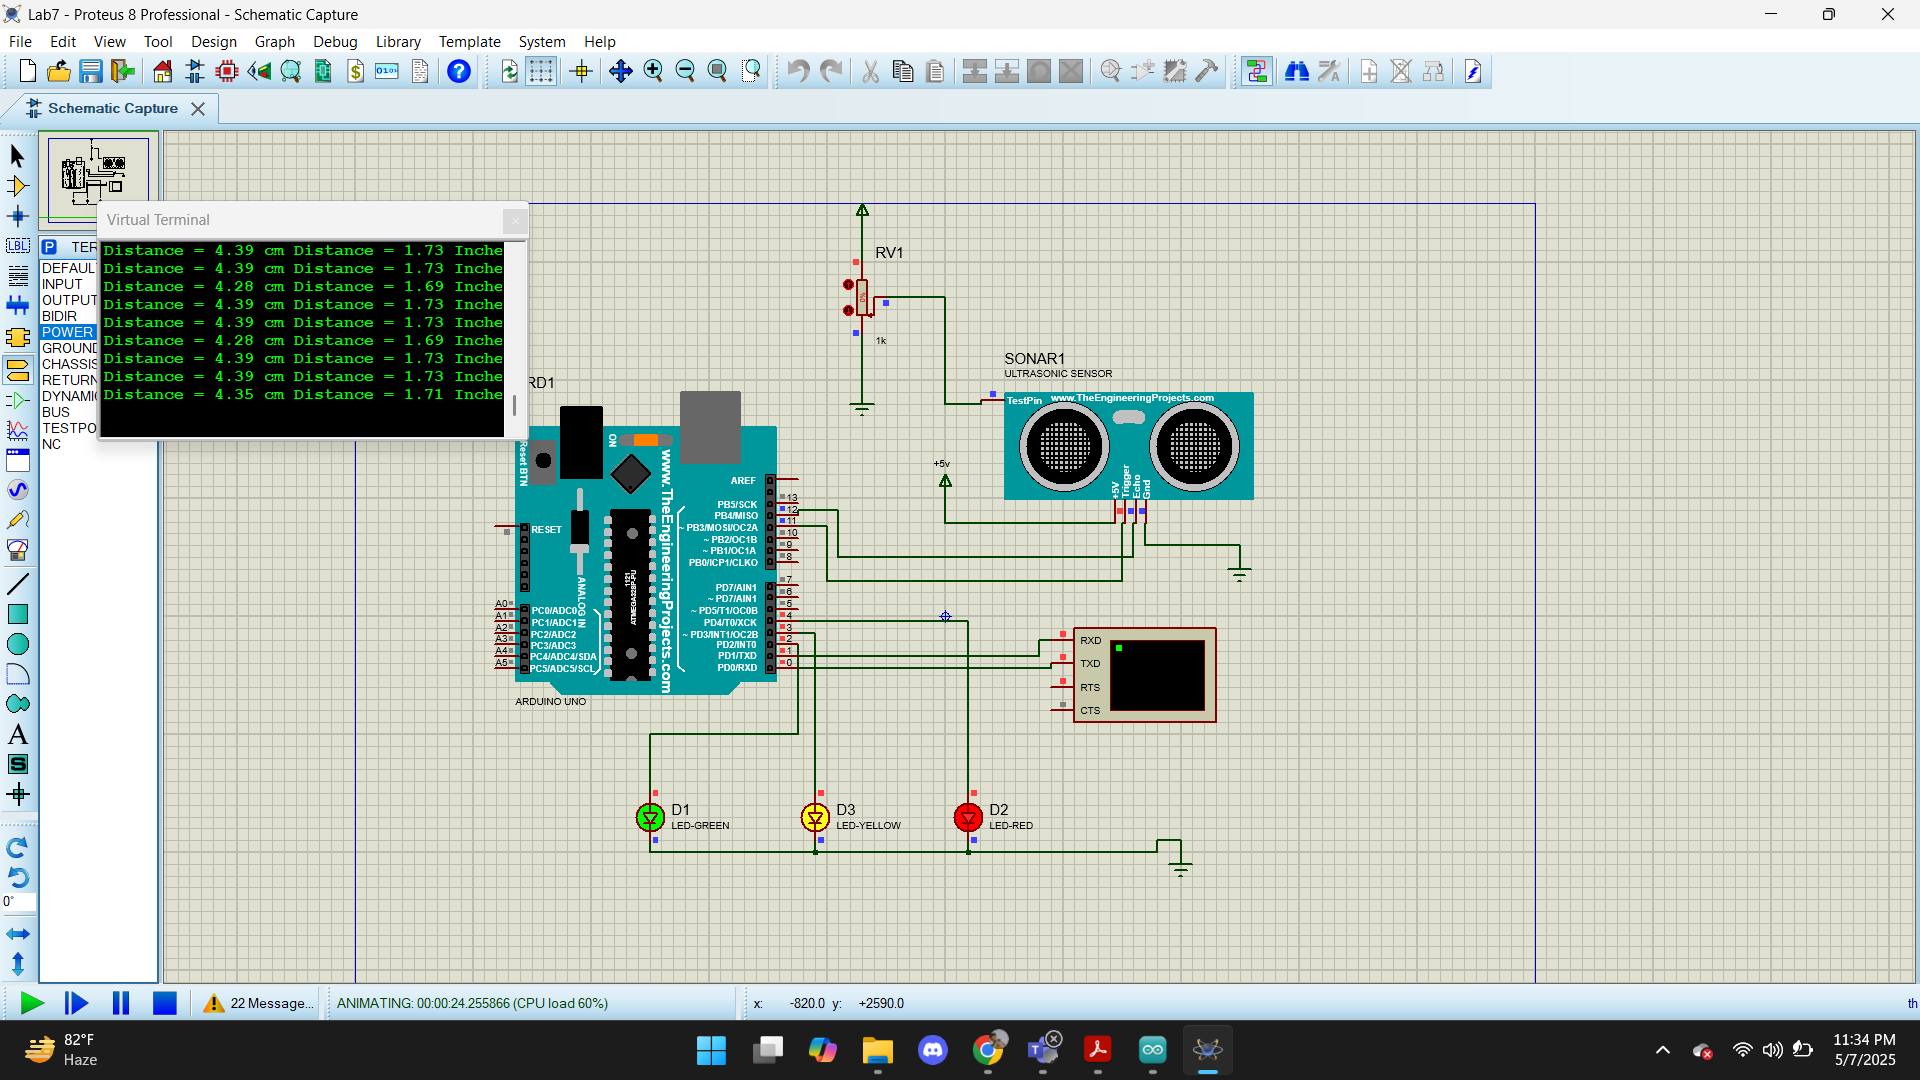 Lab7 - Proteus 8 Professional - Schematic Capture
File Edit View Tool Design Graph Debug Library Template System Help
Schematic Capture
Virtual Terminal
Distance = 4.39 cm Distance = 1.73 Inche
Distance = 4.39 cm Distance = 1.73 Inche
Distance = 4.28 cm Distance = 1.69 Inche
Distance = 4.39 cm Distance = 1.73 Inche
Distance = 4.39 cm Distance = 1.73 Inche
Distance = 4.28 cm Distance = 1.69 Inche
Distance = 4.39 cm Distance = 1.73 Inche
Distance = 4.39 cm Distance = 1.73 Inche
Distance = 4.35 cm Distance = 1.71 Inche
LBL
P TER
DEFAUL
INPUT
OUTPUT
BIDIR
POWER
GROUND
CHASSIS
RETURN
DYNAMI
BUS
TESTPO
NC
A
S
0°
RV1
0%
1k
SONAR1
ULTRASONIC SENSOR
TestPin www.TheEngineeringProjects.com
+5V
Trigger
Echo
Gnd
+5v
RD1
Reset BTN
ON
www.TheEngineeringProjects.com
ANALOG IN
1121
ATMEGA328P-PU
RESET
AREF
PB5/SCK 13
PB4/MISO 12
~ PB3/MOSI/OC2A 11
~ PB2/OC1B 10
~ PB1/OC1A 9
PB0/ICP1/CLKO 8
PD7/AIN1 7
~ PD7/AIN1 6
~ PD5/T1/OC0B 5
PD4/T0/XCK 4
~ PD3/INT1/OC2B 3
PD2/INT0 2
PD1/TXD 1
PD0/RXD 0
A0 PC0/ADC0
A1 PC1/ADC1
A2 PC2/ADC2
A3 PC3/ADC3
A4 PC4/ADC4/SDA
A5 PC5/ADC5/SCL
ARDUINO UNO
RXD
TXD
RTS
CTS
D1
LED-GREEN
D3
LED-YELLOW
D2
LED-RED
22 Message...
ANIMATING: 00:00:24.255866 (CPU load 60%)
x: -820.0 y: +2590.0
th
82°F
Haze
11:34 PM
5/7/2025